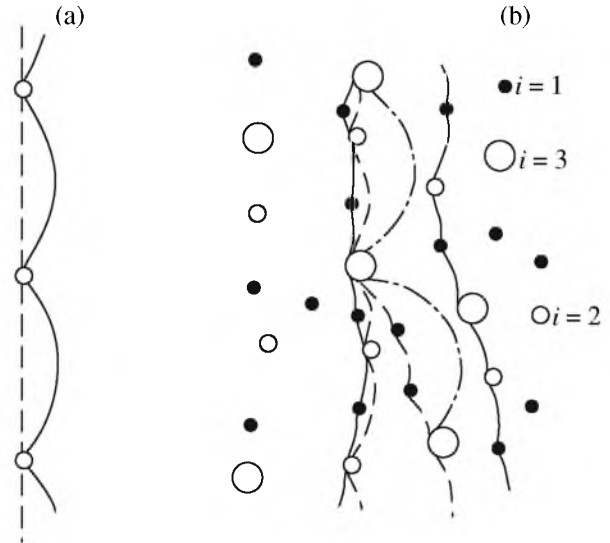 (a)
(b)
i = 1
i = 3
i = 2